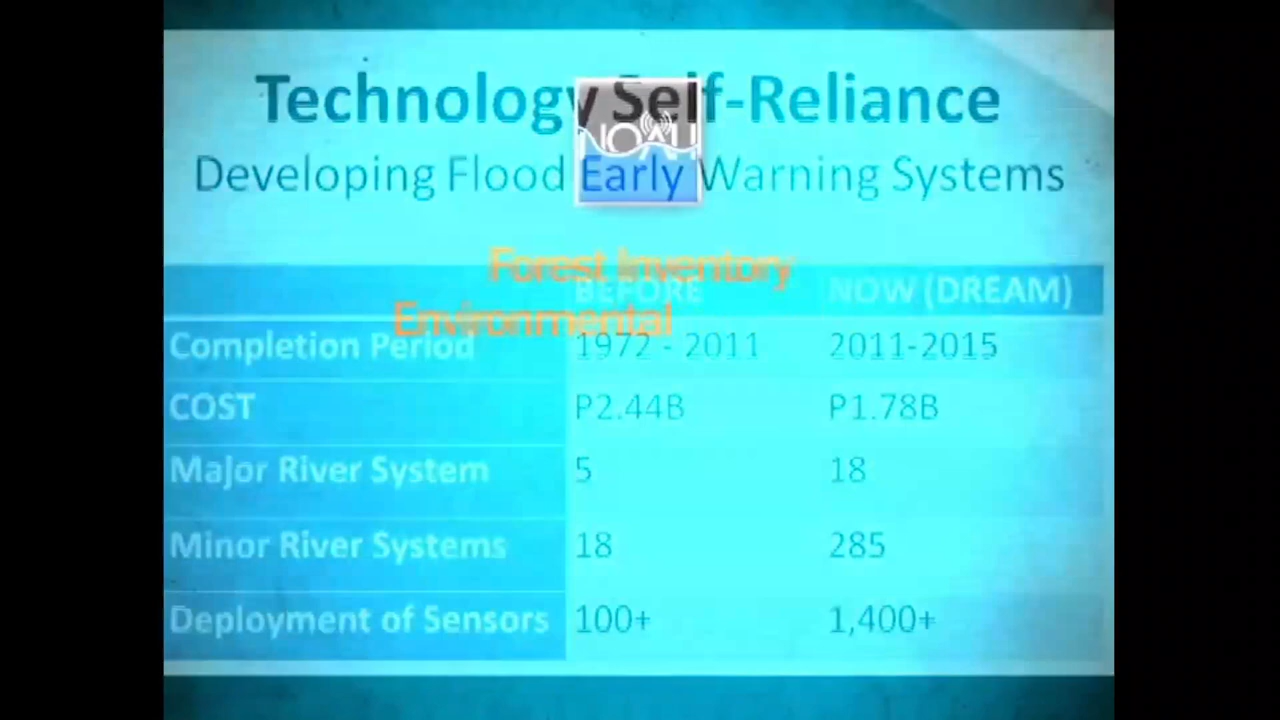 Technology Self-Reliance
NOAH
Developing Flood Early Warning Systems
Forest Inventory
BEFORE NOW (DREAM)
Environmental
Completion Period 1972 - 2011 2011-2015
COST P2.44B P1.78B
Major River System 5 18
Minor River Systems 18 285
Deployment of Sensors 100+ 1,400+